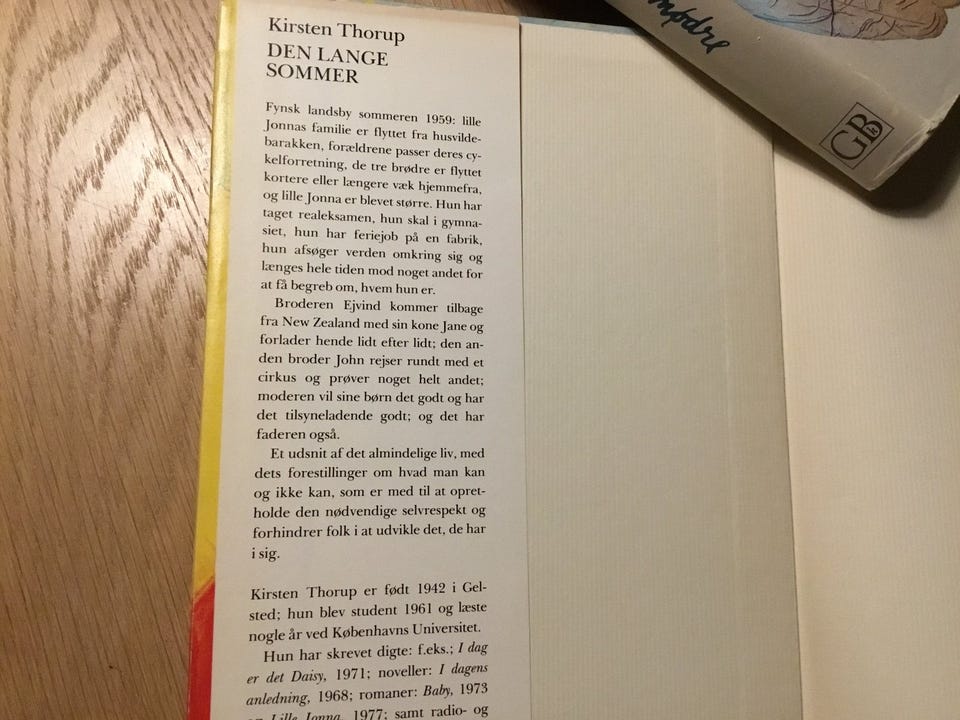 Kirsten Thorup
DEN LANGE
SOMMER
Fynsk landsby sommeren 1959: lille
Jonnas familie er flyttet fra husvilde-
barakken, forældrene passer deres cy-
kelforretning, de tre brødre er flyttet
kortere eller længere væk hjemmefra,
og lille Jonna er blevet større. Hun har
taget realeksamen, hun skal i gymna-
siet, hun har feriejob på en fabrik,
hun afsøger verden omkring sig og
længes hele tiden mod noget andet for
at få begreb om, hvem hun er.
Broderen Ejvind kommer tilbage
fra New Zealand med sin kone Jane og
forlader hende lidt efter lidt; den an-
den broder John rejser rundt med et
cirkus og prøver noget helt andet;
moderen vil sine børn det godt og har
det tilsyneladende godt; og det har
faderen også.
Et udsnit af det almindelige liv, med
dets forestillinger om hvad man kan
og ikke kan, som er med til at opret-
holde den nødvendige selvrespekt og
forhindrer folk i at udvikle det, de har
i sig.
Kirsten Thorup er født 1942 i Gel-
sted; hun blev student 1961 og læste
nogle år ved Københavns Universitet.
Hun har skrevet digte: f.eks.; I dag
er det Daisy, 1971; noveller: I dagens
anledning, 1968; romaner: Baby, 1973
og Lille Jonna, 1977; samt radio- og
mødre
GB